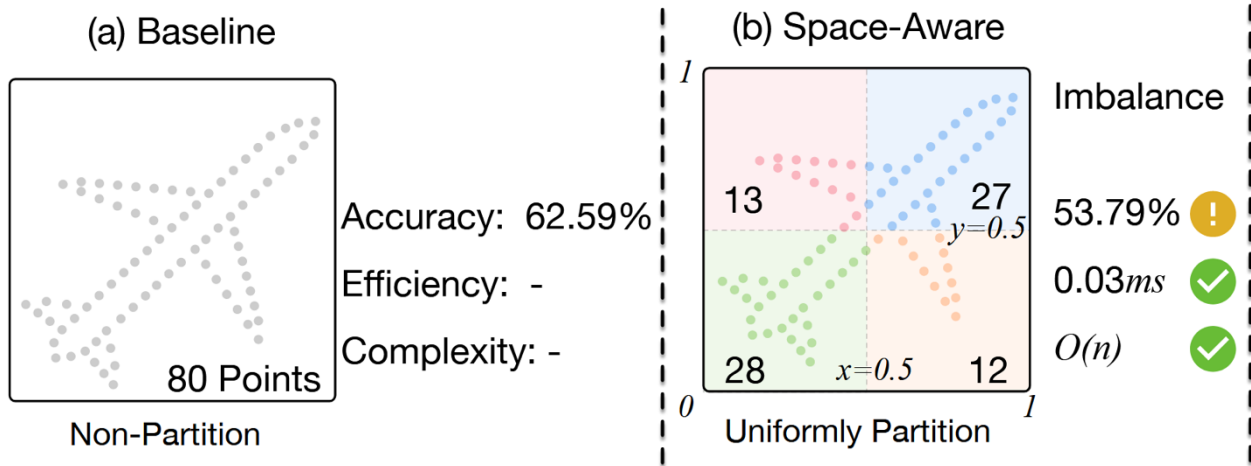 (a) Baseline
80 Points
Non-Partition
Accuracy: 62.59%
Efficiency: -
Complexity: -
(b) Space-Aware
1
13
27
y=0.5
28
x=0.5
12
0
1
Uniformly Partition
Imbalance
53.79% !
0.03ms
O(n)